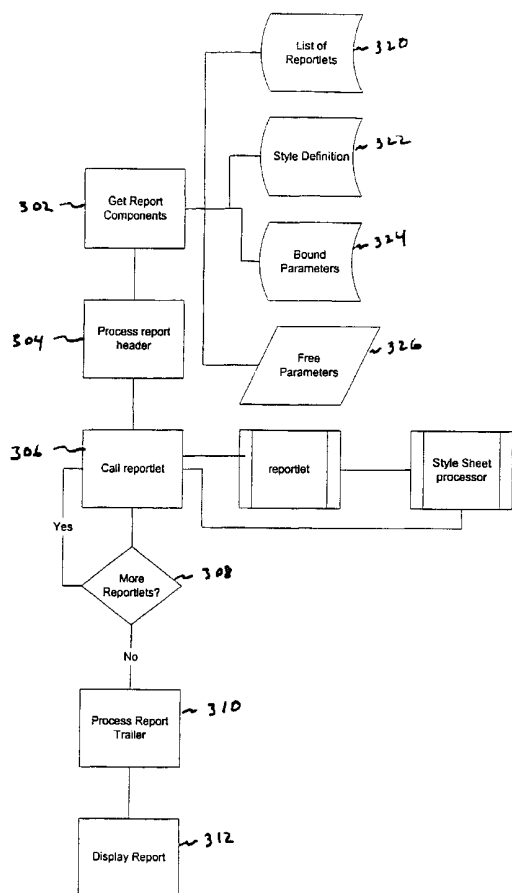 List of
Reportlets
320
Style Definition
322
302
Get Report
Components
Bound
Parameters
324
304
Process report
header
Free
Parameters
326
306
Call reportlet
reportlet
Style Sheet
processor
Yes
More
Reportlets?
308
No
Process Report
Trailer
310
Display Report
312